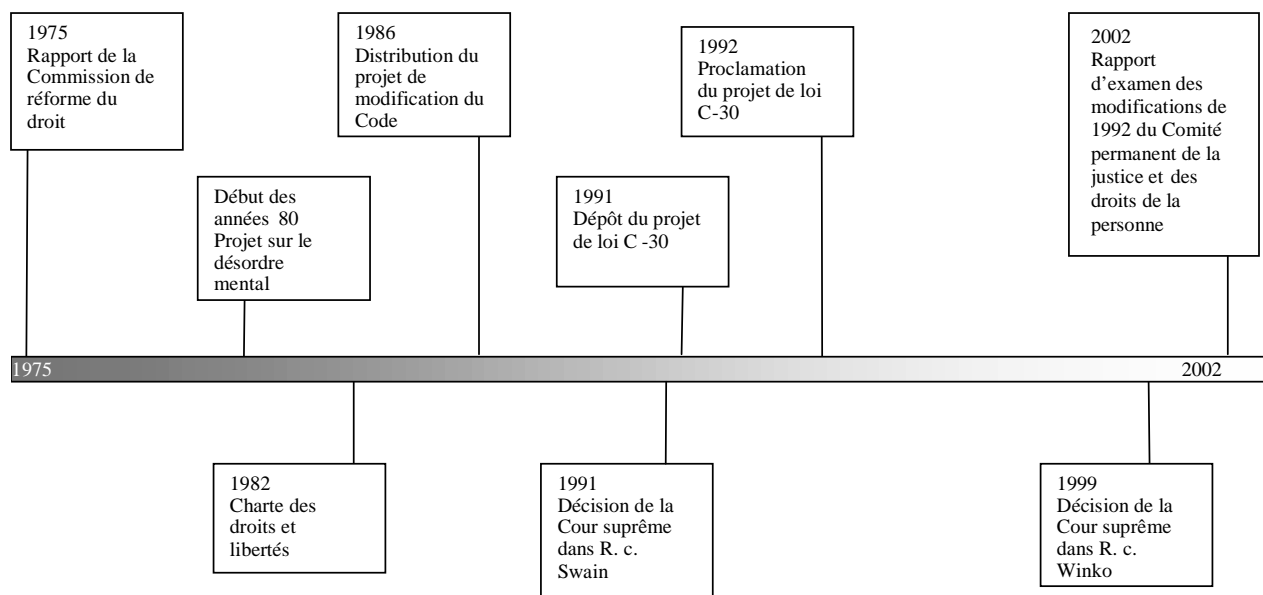 1975
Rapport de la
Commission de
réforme du
droit
1986
Distribution du
projet de
modification du
Code
1992
Proclamation
du projet de loi
C-30
2002
Rapport
d'examen des
modifications de
1992 du Comité
permanent de la
justice et des
droits de la
personne
Début des
années 80
Projet sur le
désordre
mental
1991
Dépôt du projet
de loi C -30
1975
2002
1982
Charte des
droits et
libertés
1991
Décision de la
Cour suprême
dans R. c.
Swain
1999
Décision de la
Cour suprême
dans R. c.
Winko